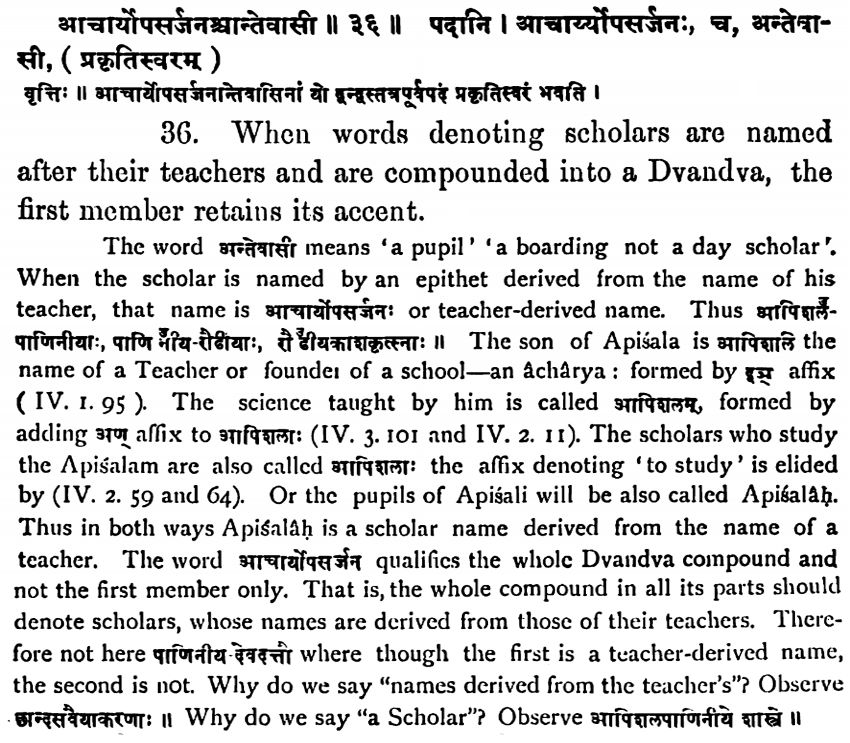 आचार्योपसर्जनश्चान्तेवासी ॥ ३६ ॥ पदानि । आचार्य्योपसर्जनः, च, अन्तेवा-
सी, ( प्रकृतिस्वरम् )
वृत्तिः ॥ आचार्योपसर्जनान्तेवासिनां यो द्वन्द्वस्तत्रपूर्वपदं प्रकृतिस्वरं भवति ।
36. When words denoting scholars are named
after their teachers and are compounded into a Dvandva, the
first member retains its accent.
The word अन्तेवासी means ‘a pupil’ ‘a boarding not a day scholar’.
When the scholar is named by an epithet derived from the name of his
teacher, that name is आचार्योपसर्जनः or teacher-derived name. Thus आपिशलँ-
पाणिनीयाः, पाणिनीँय-रौढीयाः, रौढीँयकाशकृत्स्नाः ॥ The son of Apiśala is आपिशालि the
name of a Teacher or founder of a school—an âchârya : formed by इञ् affix
( IV. 1. 95 ). The science taught by him is called आपिशलम्, formed by
adding अण् affix to आपिशलाः (IV. 3. 101 and IV. 2. 11). The scholars who study
the Apiśalam are also called आपिशलाः the affix denoting ‘to study’ is elided
by (IV. 2. 59 and 64). Or the pupils of Apiśali will be also called Apiśalâḥ.
Thus in both ways Apiśalâḥ is a scholar name derived from the name of a
teacher. The word आचार्योपसर्जन qualifies the whole Dvandva compound and
not the first member only. That is, the whole compound in all its parts should
denote scholars, whose names are derived from those of their teachers. There-
fore not here पाणिनीय-देवदत्तौ where though the first is a teacher-derived name,
the second is not. Why do we say “names derived from the teacher's”? Observe
छान्दसवैयाकरणाः ॥ Why do we say “a Scholar”? Observe आपिशलपाणिनीये शास्त्रे ॥